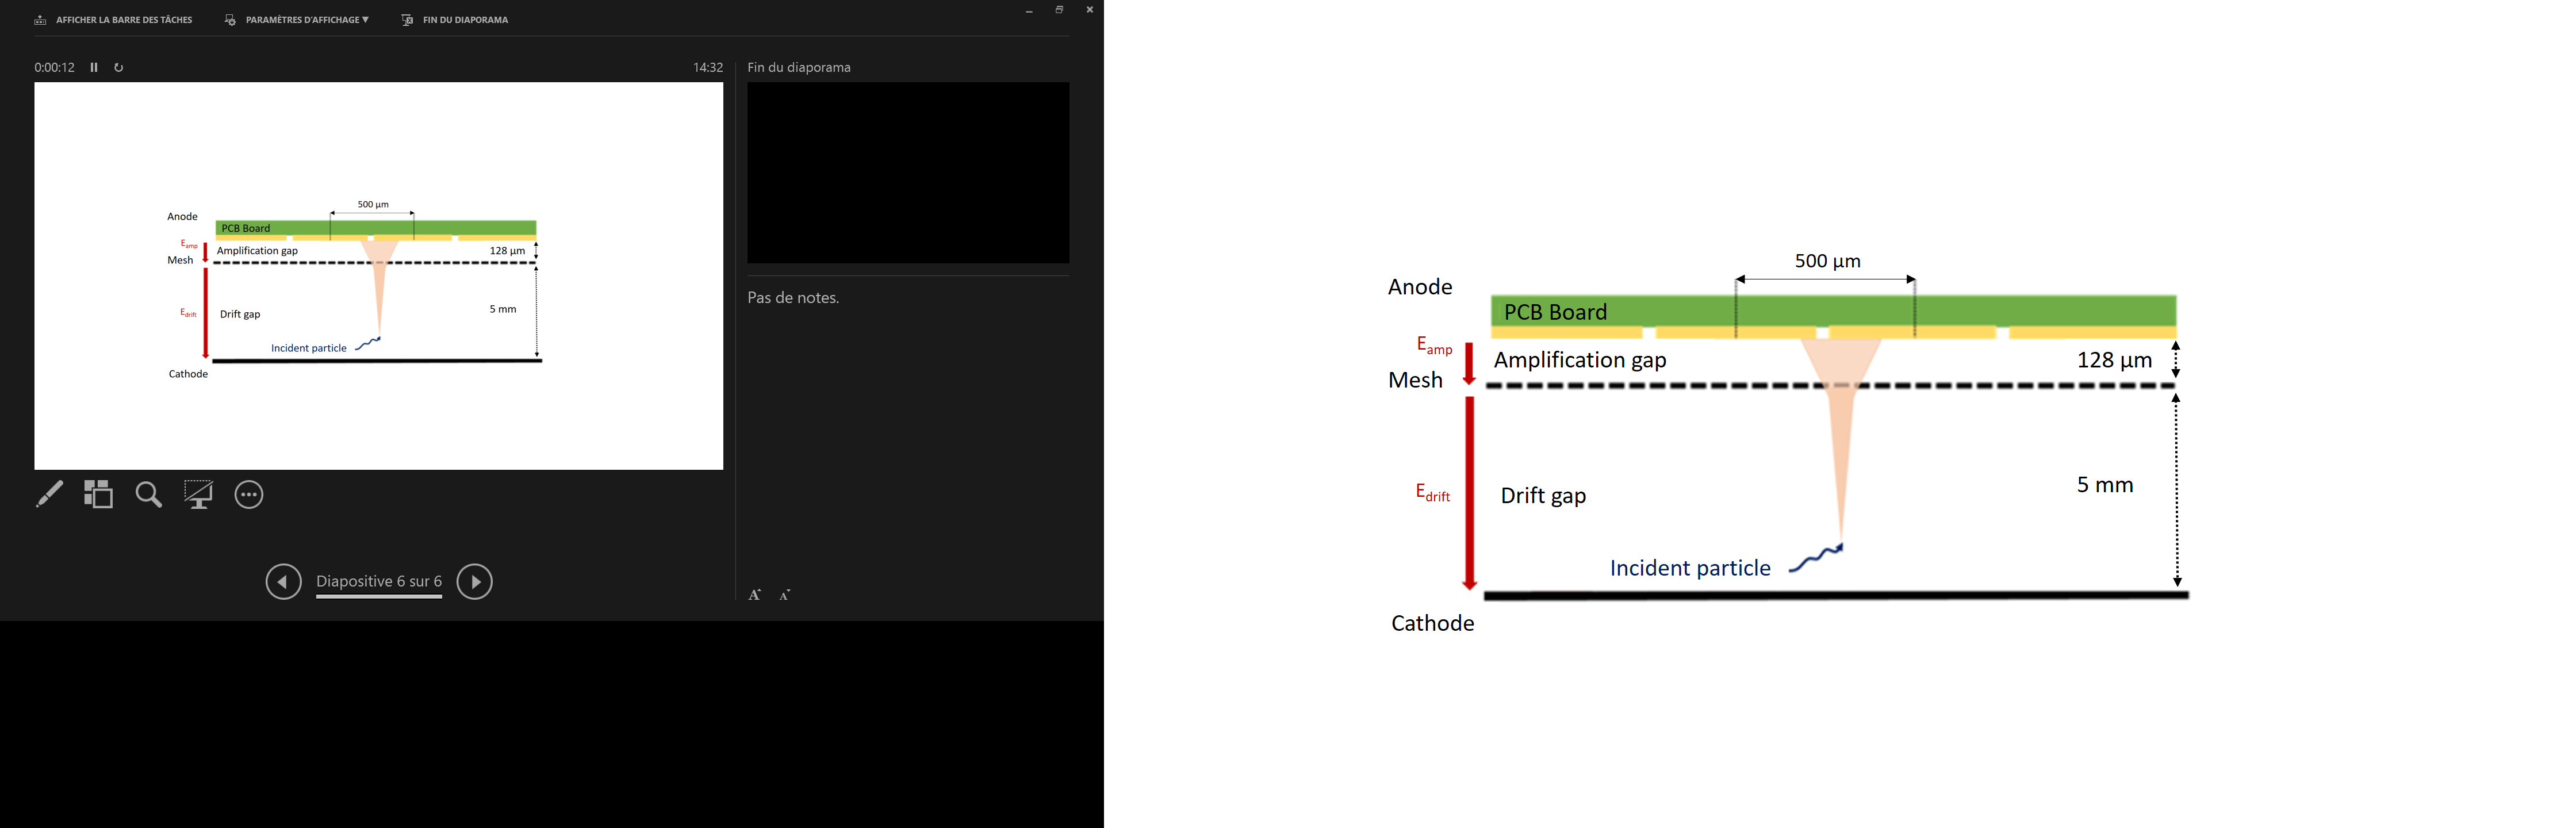 AFFICHER LA BARRE DES TÂCHES PARAMÈTRES D'AFFICHAGE ▼ FIN DU DIAPORAMA
0:00:12 14:32
500 µm
Anode
PCB Board
Eamp
Amplification gap 128 µm
Mesh
Edrift Drift gap 5 mm
Incident particle
Cathode
Diapositive 6 sur 6
Fin du diaporama
Pas de notes.
A A
500 µm
Anode
PCB Board
Eamp
Amplification gap 128 µm
Mesh
Edrift Drift gap 5 mm
Incident particle
Cathode